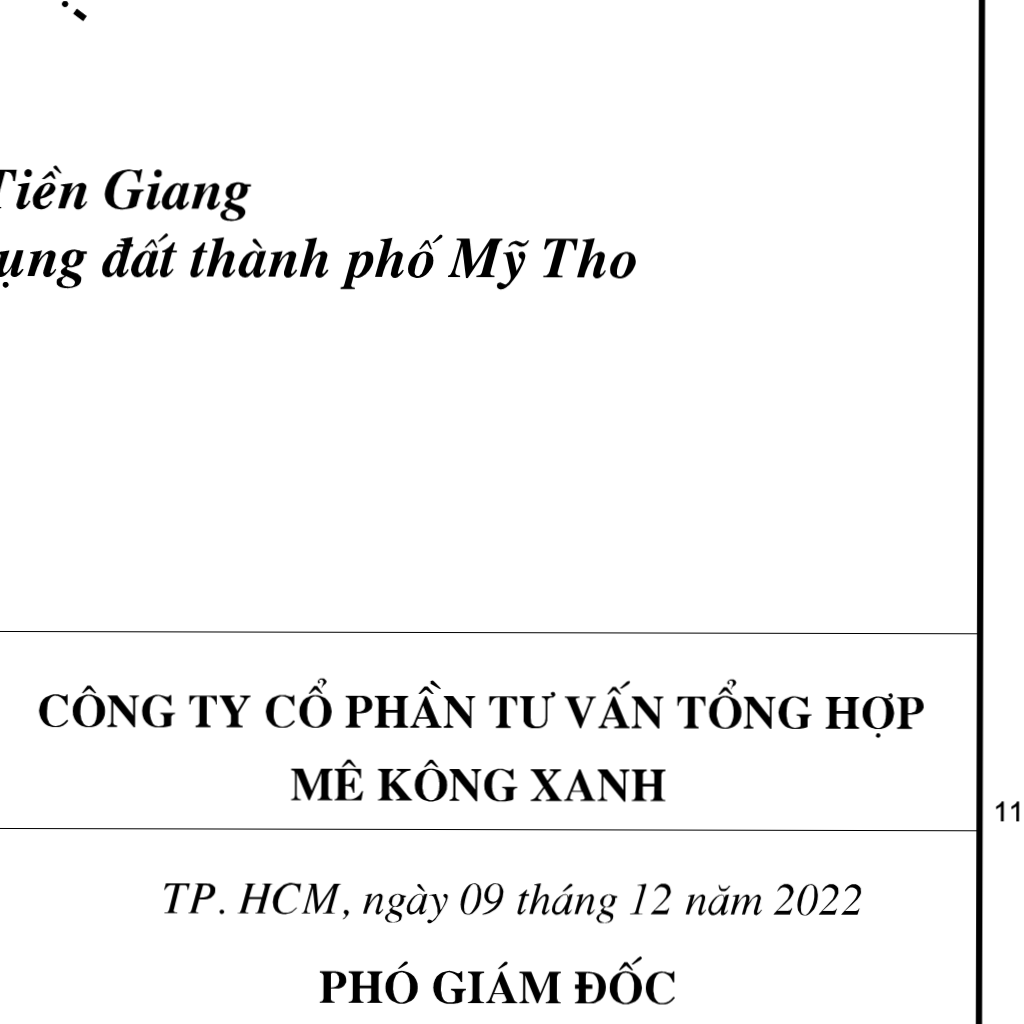 Tiền Giang
ụng đất thành phố Mỹ Tho
CÔNG TY CỔ PHẦN TƯ VẤN TỔNG HỢP
MÊ KÔNG XANH
11
TP. HCM, ngày 09 tháng 12 năm 2022
PHÓ GIÁM ĐỐC